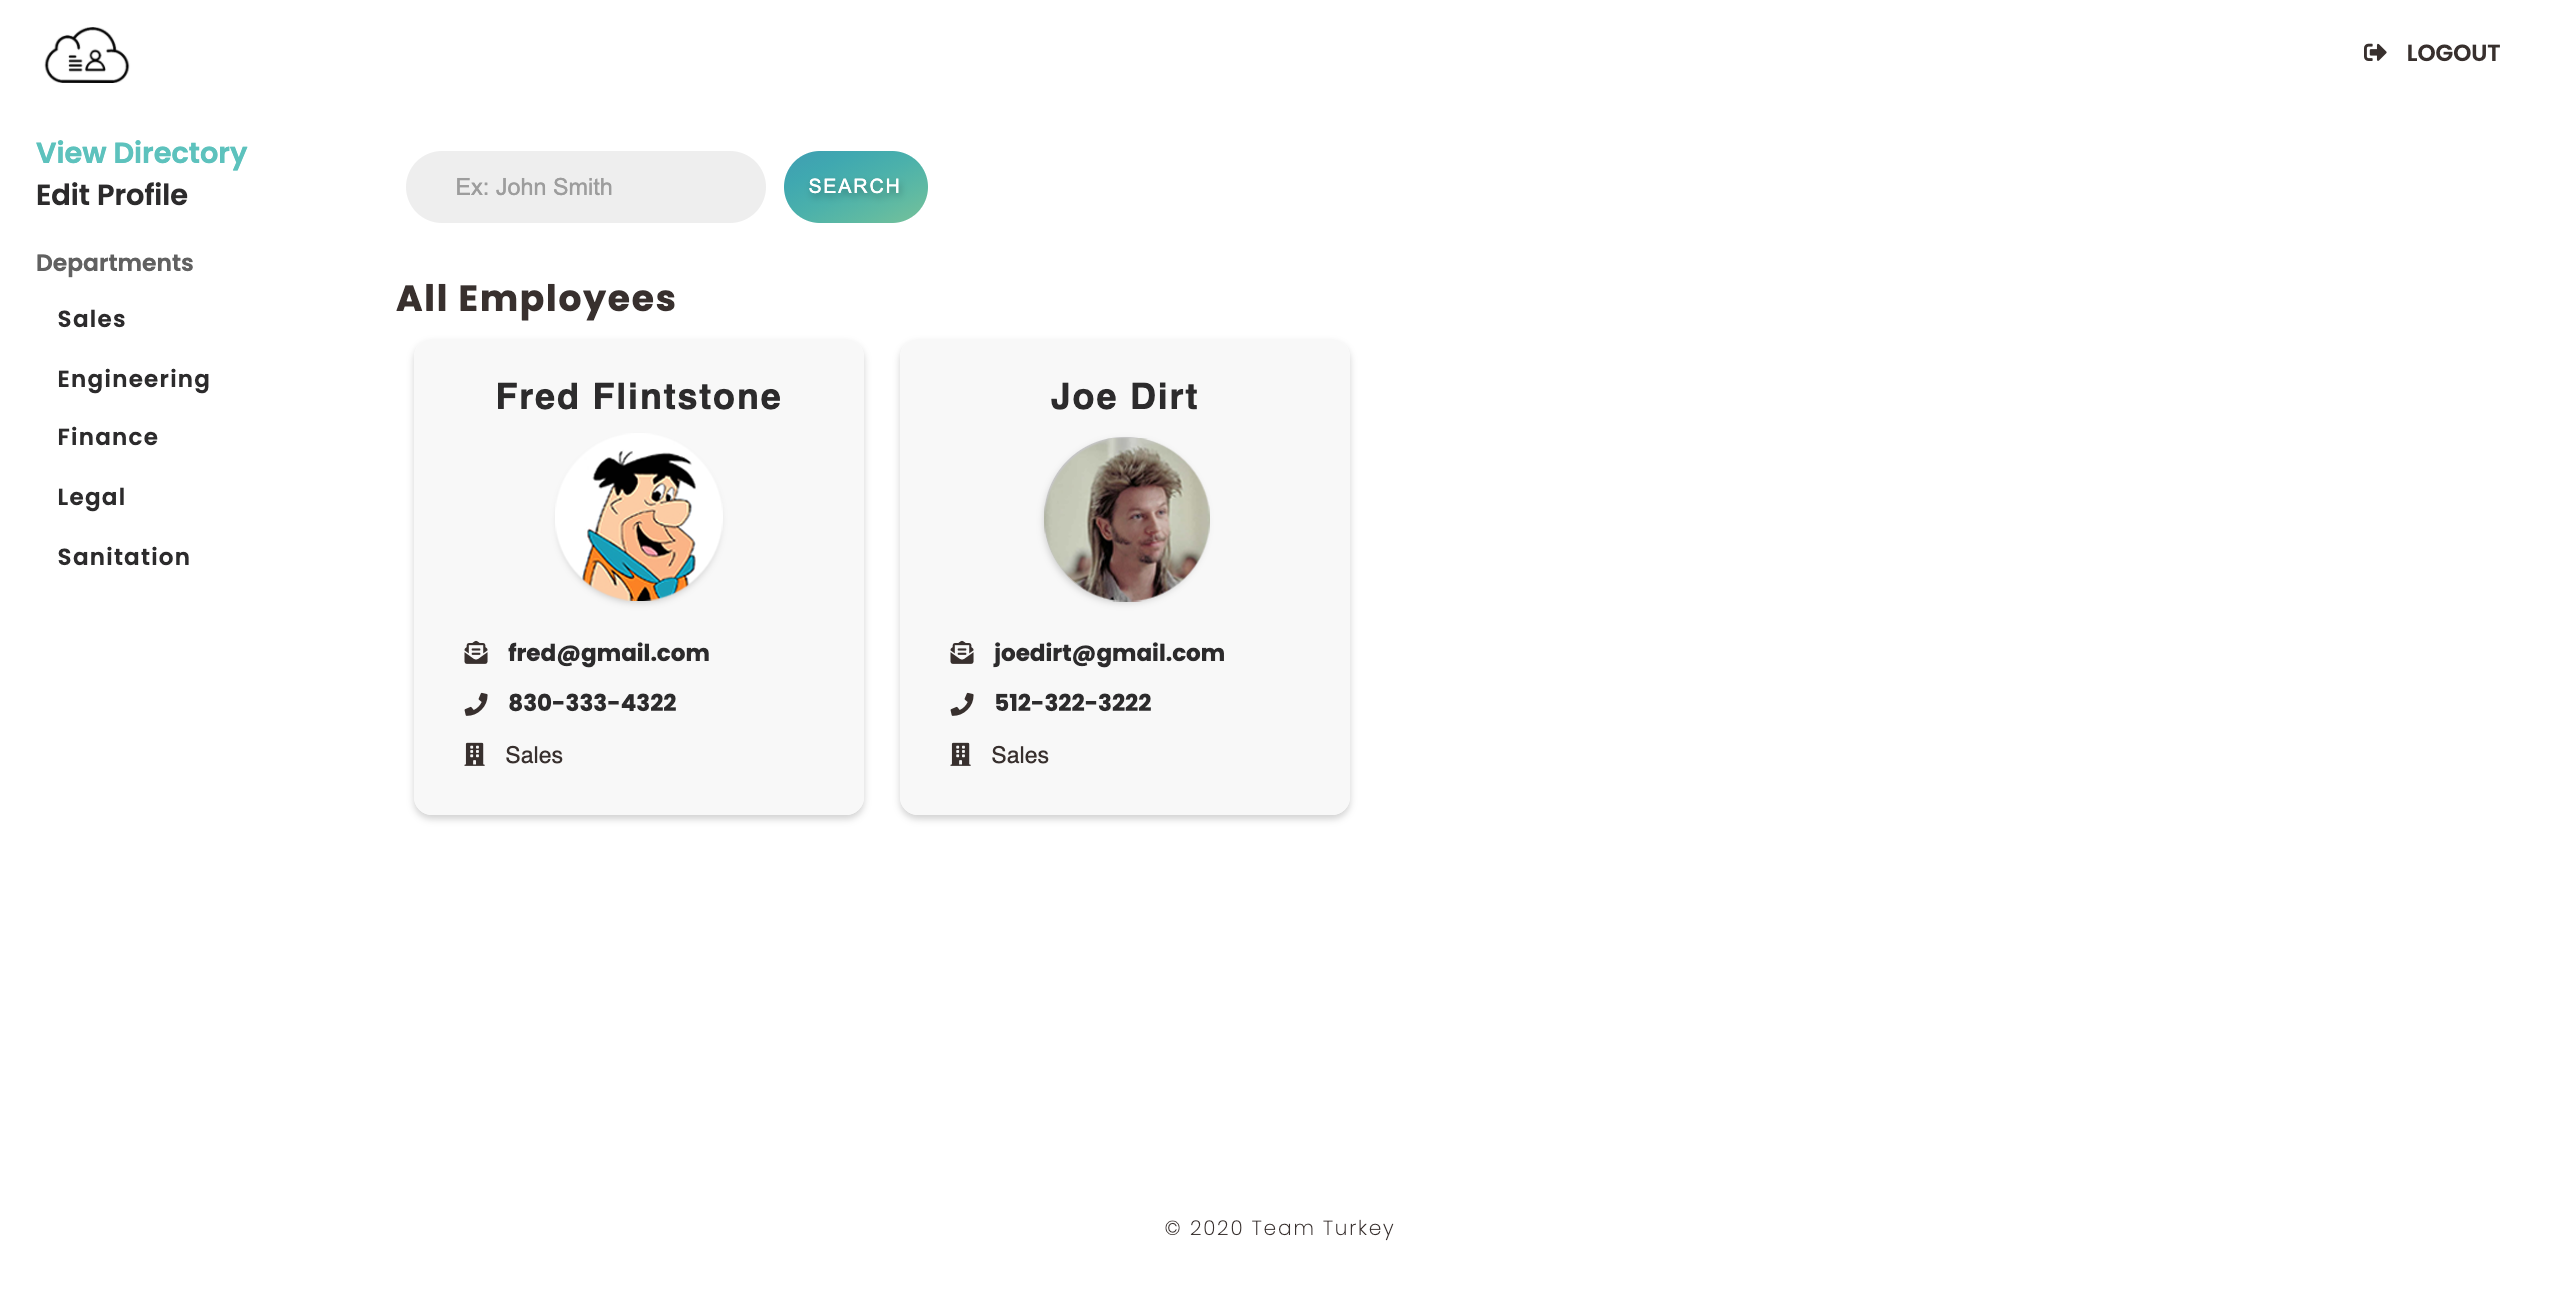 LOGOUT
View Directory
Edit Profile
Departments
Sales
Engineering
Finance
Legal
Sanitation
Ex: John Smith
SEARCH
All Employees
Fred Flintstone
fred@gmail.com
830-333-4322
Sales
Joe Dirt
joedirt@gmail.com
512-322-3222
Sales
© 2020 Team Turkey